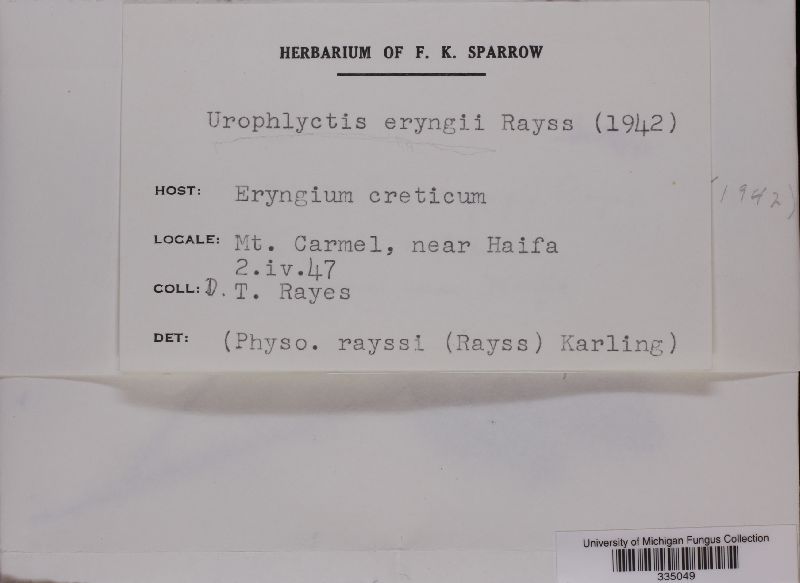 HERBARIUM OF F. K. SPARROW
Urophlyctis eryngii Rayss (1942)
HOST: Eryngium creticum
(1942)
LOCALE: Mt. Carmel, near Haifa
2.iv.47
COLL: D. T. Rayes
DET: (Physo. rayssi (Rayss) Karling)
University of Michigan Fungus Collection
335049